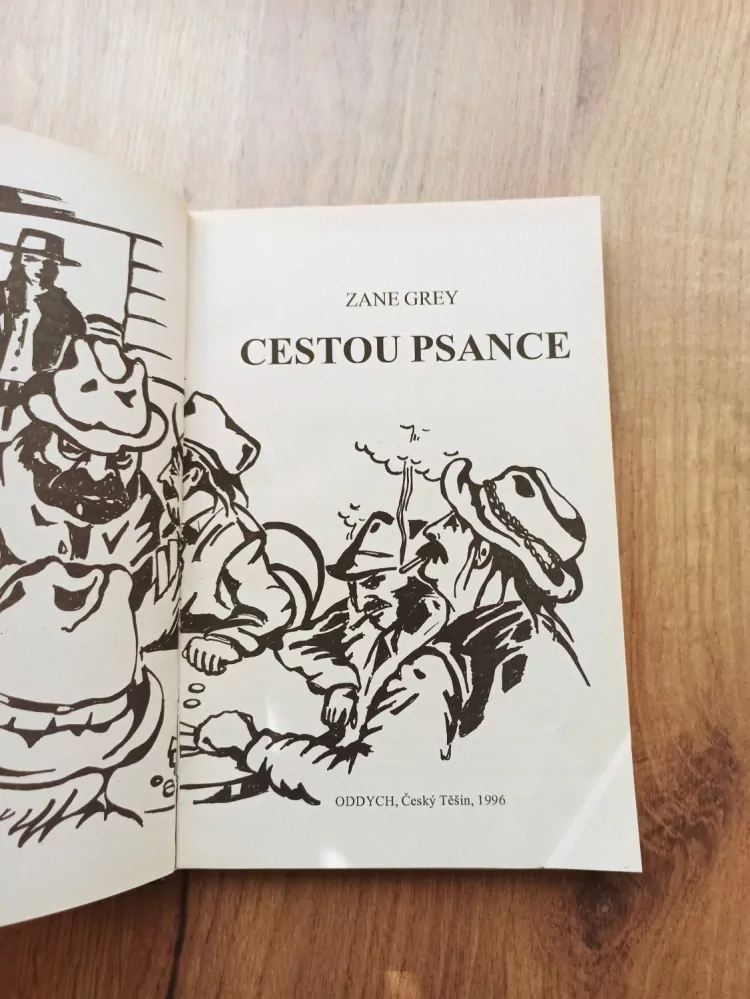 ZANE GREY
CESTOU PSANCE
ODDYCH, Český Těšín, 1996